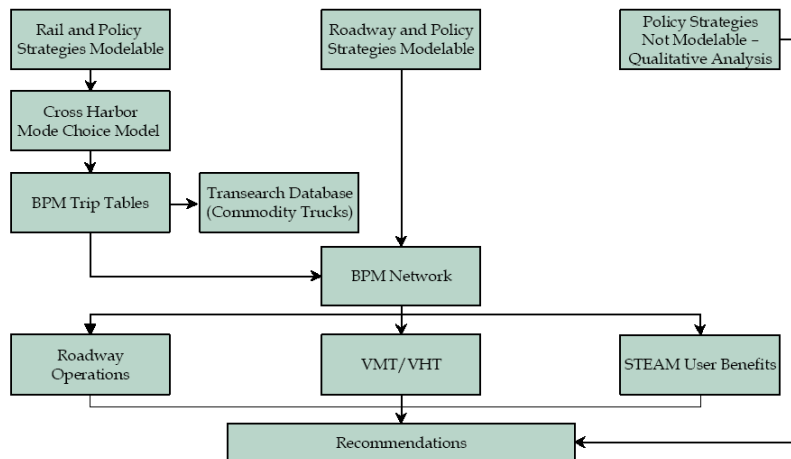 Rail and Policy
Strategies Modelable
Roadway and Policy
Strategies Modelable
Policy Strategies
Not Modelable –
Qualitative Analysis
Cross Harbor
Mode Choice Model
BPM Trip Tables
Transearch Database
(Commodity Trucks)
BPM Network
Roadway
Operations
VMT/VHT
STEAM User Benefits
Recommendations